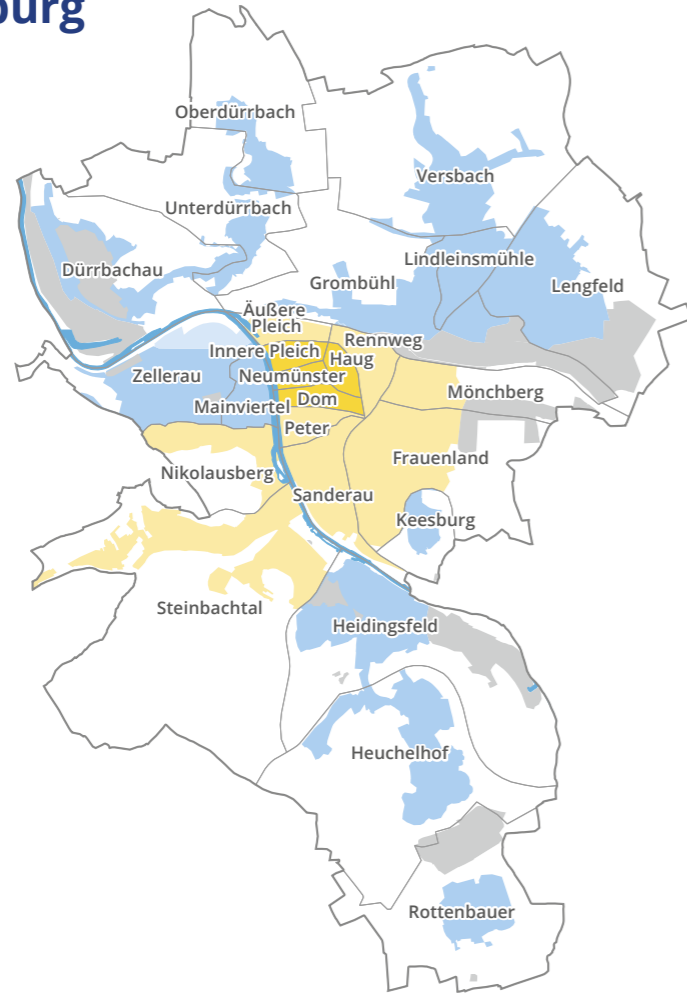 burg
Oberdürrbach
Versbach
Unterdürrbach
Lindleinsmühle
Dürrbachau
Grombühl
Lengfeld
Äußere
Pleich
Rennweg
Innere Pleich
Haug
Zellerau
Neumünster
Mönchberg
Dom
Mainviertel
Peter
Frauenland
Nikolausberg
Sanderau
Keesburg
Steinbachtal
Heidingsfeld
Heuchelhof
Rottenbauer